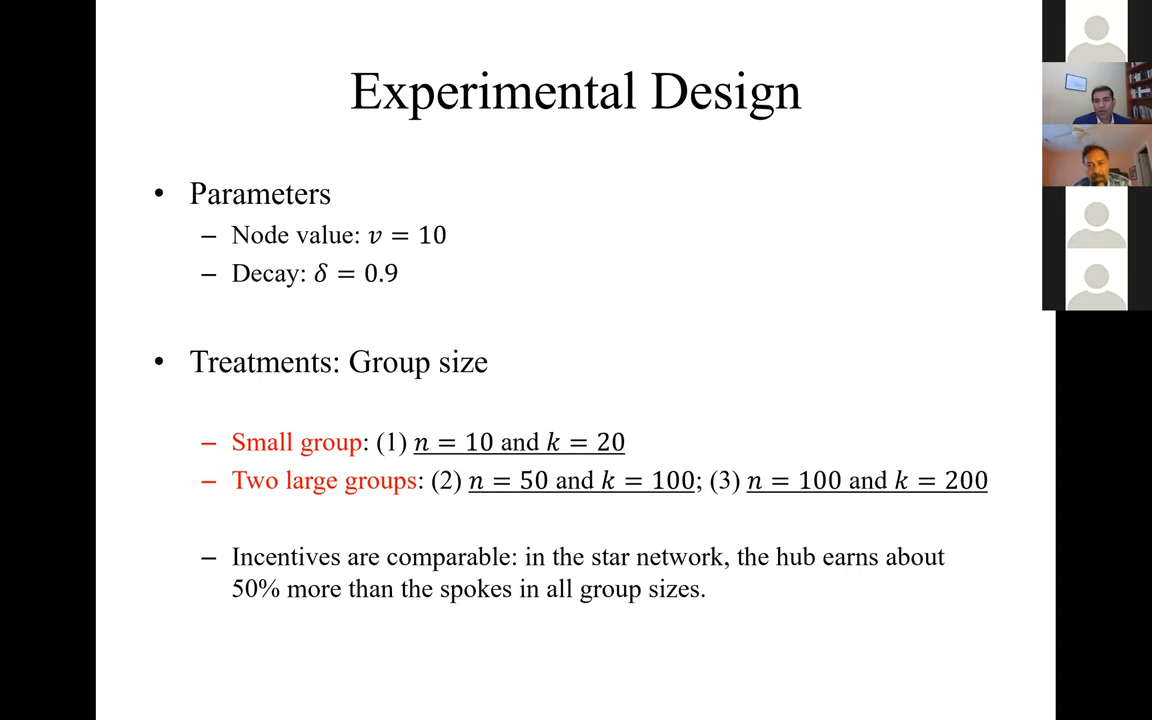 Experimental Design
• Parameters
– Node value: 𝑣 = 10
– Decay: 𝛿 = 0.9
• Treatments: Group size
– Small group: (1) 𝑛 = 10 and 𝑘 = 20
– Two large groups: (2) 𝑛 = 50 and 𝑘 = 100; (3) 𝑛 = 100 and 𝑘 = 200
– Incentives are comparable: in the star network, the hub earns about
50% more than the spokes in all group sizes.